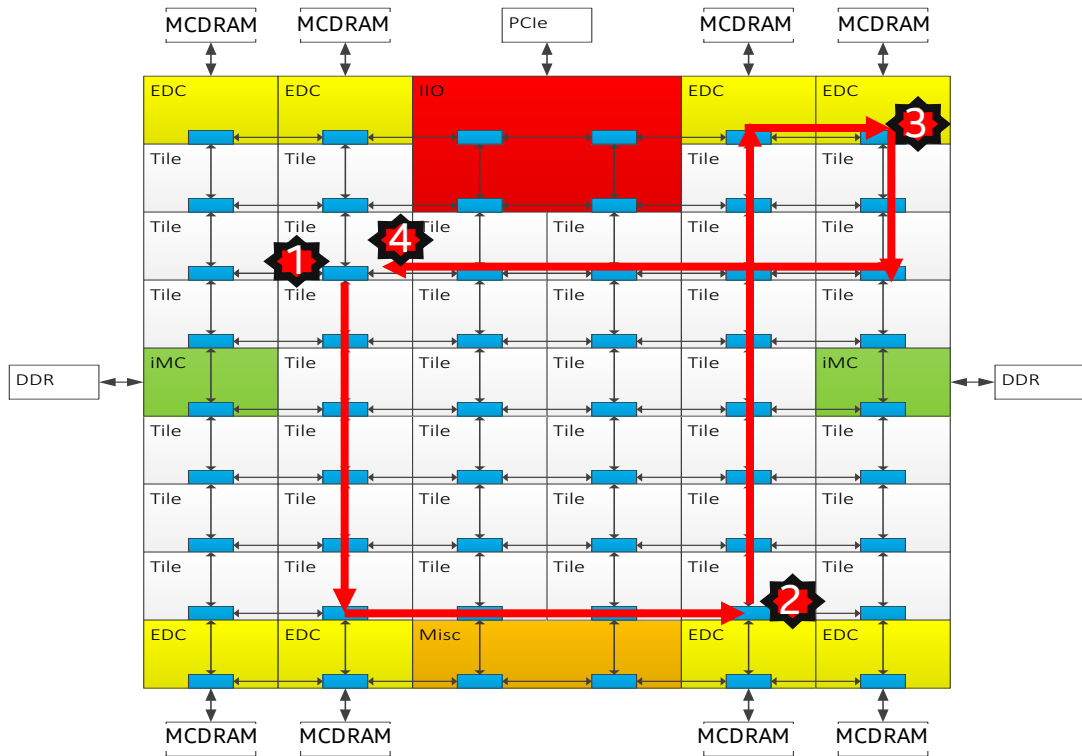 MCDRAM MCDRAM PCIe MCDRAM MCDRAM
EDC EDC IIO EDC EDC
3
Tile Tile Tile Tile
Tile Tile Tile Tile Tile Tile
4
1
Tile Tile Tile Tile Tile Tile
iMC Tile Tile Tile Tile iMC
DDR DDR
Tile Tile Tile Tile Tile Tile
Tile Tile Tile Tile Tile Tile
Tile Tile Tile Tile Tile Tile
2
EDC EDC Misc EDC EDC
MCDRAM MCDRAM MCDRAM MCDRAM